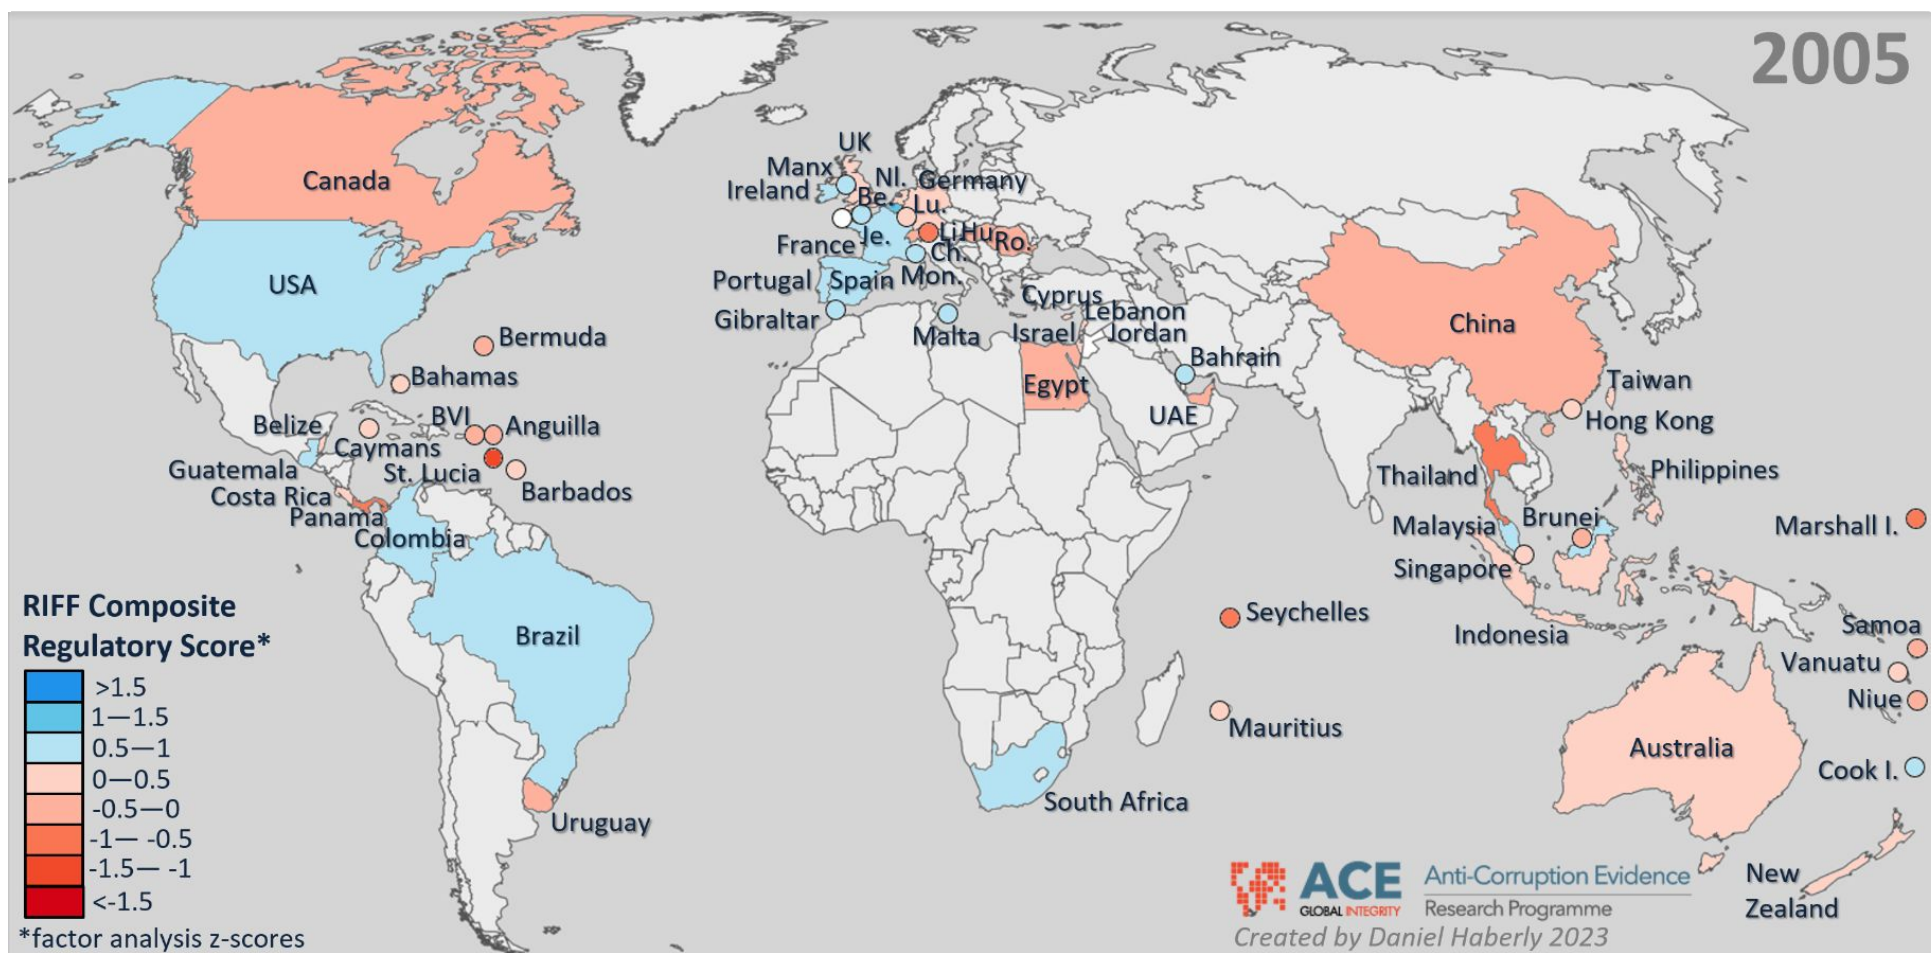 2005
UK
Manx
Ireland
Nl.
Germany
Be.
Lu.
Canada
France
Je.
Li.
Hu.
Ro.
Ch.
USA
Portugal
Spain
Mon.
Gibraltar
Malta
Cyprus
Lebanon
Israel
Jordan
Bahrain
China
Bermuda
Bahamas
Egypt
UAE
Taiwan
Hong Kong
Belize
BVI
Anguilla
Caymans
Guatemala
St. Lucia
Barbados
Costa Rica
Panama
Colombia
Thailand
Philippines
Malaysia
Brunei
Marshall I.
Singapore
RIFF Composite
Regulatory Score*
Brazil
Seychelles
Indonesia
Samoa
Vanuatu
Niue
Mauritius
Australia
Cook I.
>1.5
1—1.5
0.5—1
0—0.5
-0.5—0
-1— -0.5
-1.5— -1
<-1.5
*factor analysis z-scores
South Africa
Uruguay
New
Zealand
ACE
GLOBAL INTEGRITY
Anti-Corruption Evidence
Research Programme
Created by Daniel Haberly 2023